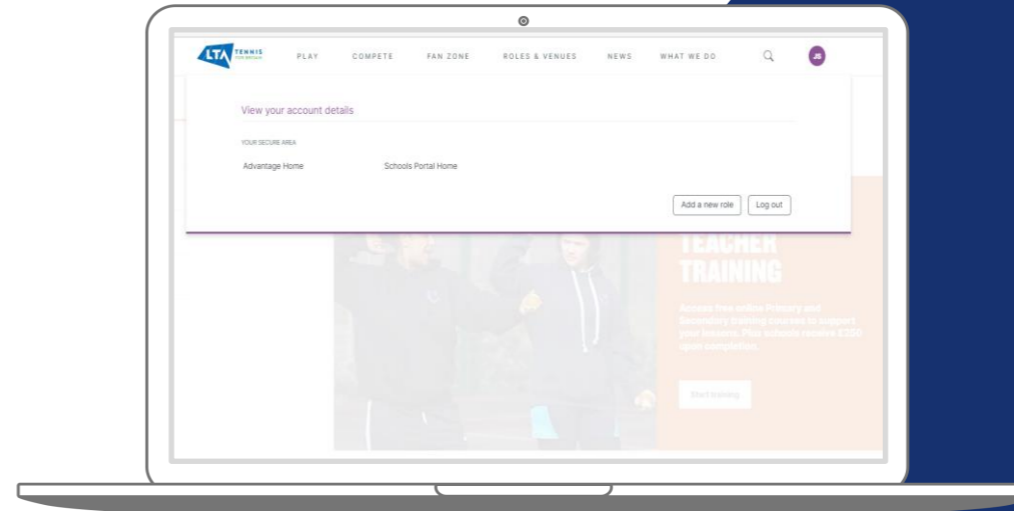 LTA TENNIS FOR BRITAIN
PLAY COMPETE FAN ZONE ROLES & VENUES NEWS WHAT WE DO JS
View your account details
YOUR SECURE AREA
Advantage Home Schools Portal Home
Add a new role Log out
TEACHER
TRAINING
Access free online Primary and
Secondary training courses to support
your lessons. Plus schools receive £250
upon completion.
Start training